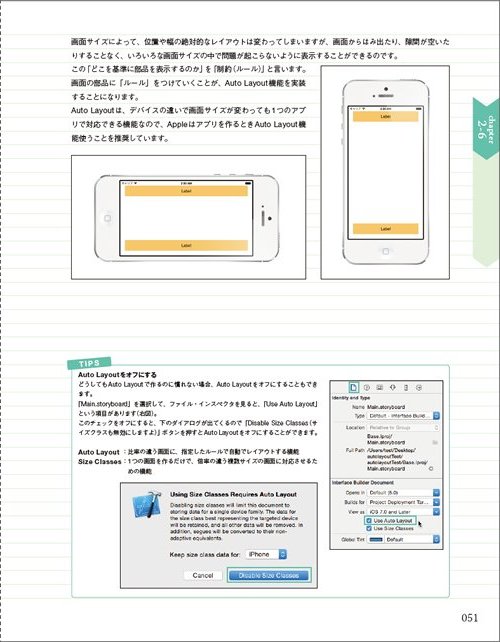 画面サイズによって、位置や幅の絶対的なレイアウトは変わってしまいますが、画面からはみ出たり、隙間が空いた
りすることなく、いろいろな画面サイズの中で問題が起こらないように表示することができるのです。
この「どこを基準に部品を表示するのか」を「制約（ルール）」と言います。
画面の部品に「ルール」をつけていくことが、Auto Layout機能を実装
することになります。
Auto Layoutは、デバイスの違いで画面サイズが変わっても1つのアプ
リで対応できる機能なので、Appleはアプリを作るときAuto Layout機
能使うことを推奨しています。
chapter
2-6
Label
Label
Label
Label
TIPS
Auto Layoutをオフにする
どうしてもAuto Layoutで作るのに慣れない場合、Auto Layoutをオフにすることもでき
ます。
「Main.storyboard」を選択して、ファイル・インスペクタを見ると、「Use Auto Layout」
という項目があります（右図）。
このチェックをオフにすると、下のダイアログが出てくるので「Disable Size Classes（サ
イズクラスも無効にしますよ）」ボタンを押すとAuto Layoutをオフにすることができます。
Auto Layout ：比率の違う画面に、指定したルールで自動でレイアウトする機能
Size Classes：1つの画面を作るだけで、倍率の違う複数サイズの画面に対応させるた
めの機能
Using Size Classes Requires Auto Layout
Disabling size classes will limit this document to
storing data for a single device family. The data for
the size class best representing the targeted device
will be retained, and all other data will be removed. In
addition, segues will be converted to their non-
adaptive equivalents.
Keep size class data for: iPhone
Cancel
Disable Size Classes
Identity and Type
Name Main.storyboard
Type Default - Interface Build...
Location Relative to Group
Base.lproj/
Main.storyboard
Full Path /Users/test/Desktop/
autolayoutTest/
autolayoutTest/Base.lproj/
Main.storyboard
Interface Builder Document
Opens in Default (6.0)
Builds for Project Deployment Tar...
View as iOS 7.0 and Later
Use Auto Layout
Use Size Classes
Global Tint Default
051